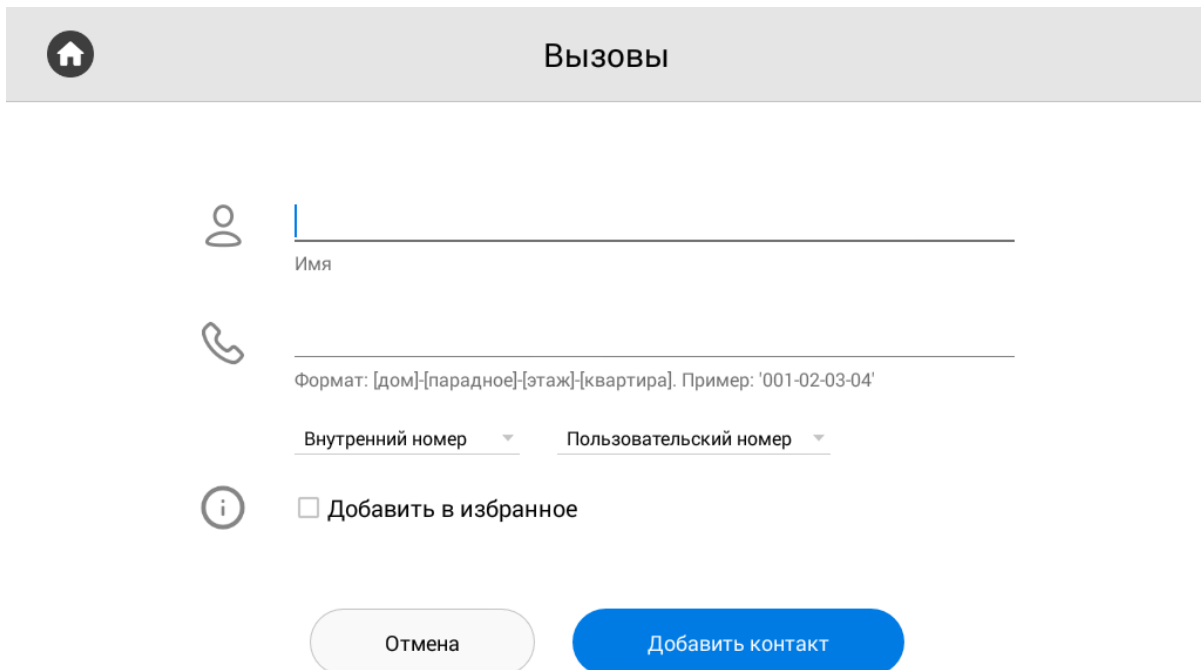 Вызовы
Имя
Формат: [дом]-[парадное]-[этаж]-[квартира]. Пример: '001-02-03-04'
Внутренний номер Пользовательский номер
Добавить в избранное
Отмена Добавить контакт